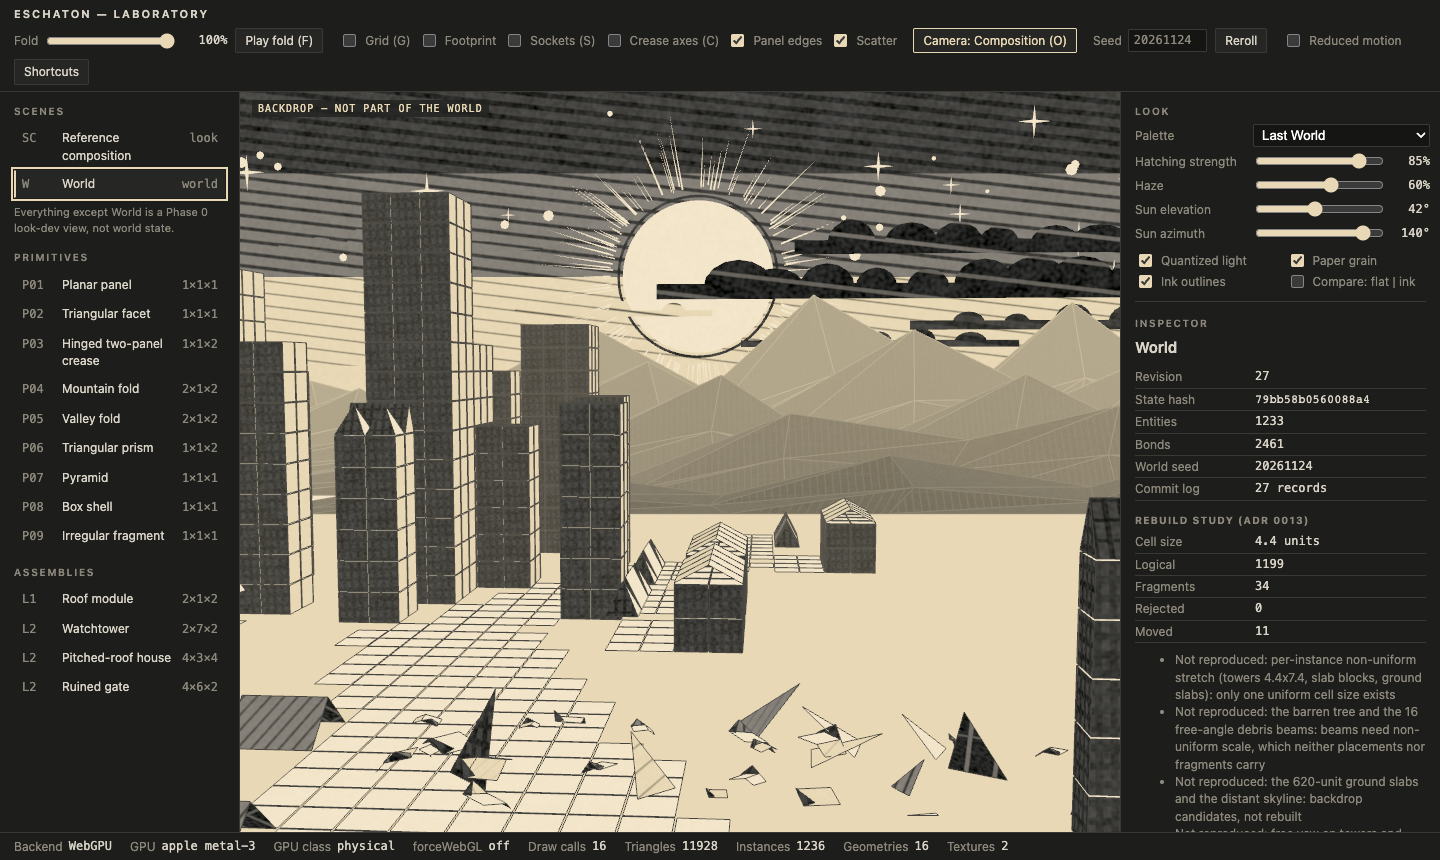 ESCHATON — LABORATORY
Fold 100% Play fold (F) Grid (G) Footprint Sockets (S) Crease axes (C) Panel edges Scatter Camera: Composition (O) Seed 20261124 Reroll Reduced motion
Shortcuts
SCENES
SC Reference composition look
W World world
Everything except World is a Phase 0
look-dev view, not world state.
PRIMITIVES
P01 Planar panel 1×1×1
P02 Triangular facet 1×1×1
P03 Hinged two-panel crease 1×1×2
P04 Mountain fold 2×1×2
P05 Valley fold 2×1×2
P06 Triangular prism 1×1×2
P07 Pyramid 1×1×1
P08 Box shell 1×1×1
P09 Irregular fragment 1×1×1
ASSEMBLIES
L1 Roof module 2×1×2
L2 Watchtower 2×7×2
L2 Pitched-roof house 4×3×4
L2 Ruined gate 4×6×2
BACKDROP — NOT PART OF THE WORLD
LOOK
Palette Last World
Hatching strength 85%
Haze 60%
Sun elevation 42°
Sun azimuth 140°
Quantized light Paper grain
Ink outlines Compare: flat | ink
INSPECTOR
World
Revision 27
State hash 79bb58b0560088a4
Entities 1233
Bonds 2461
World seed 20261124
Commit log 27 records
REBUILD STUDY (ADR 0013)
Cell size 4.4 units
Logical 1199
Fragments 34
Rejected 0
Moved 11
• Not reproduced: per-instance non-uniform
stretch (towers 4.4x7.4, slab blocks, ground
slabs): only one uniform cell size exists
• Not reproduced: the barren tree and the 16
free-angle debris beams: beams need non-
uniform scale, which neither placements nor
fragments carry
• Not reproduced: the 620-unit ground slabs
and the distant skyline: backdrop
candidates, not rebuilt
Backend WebGPU GPU apple metal-3 GPU class physical forceWebGL off Draw calls 16 Triangles 11928 Instances 1236 Geometries 16 Textures 2